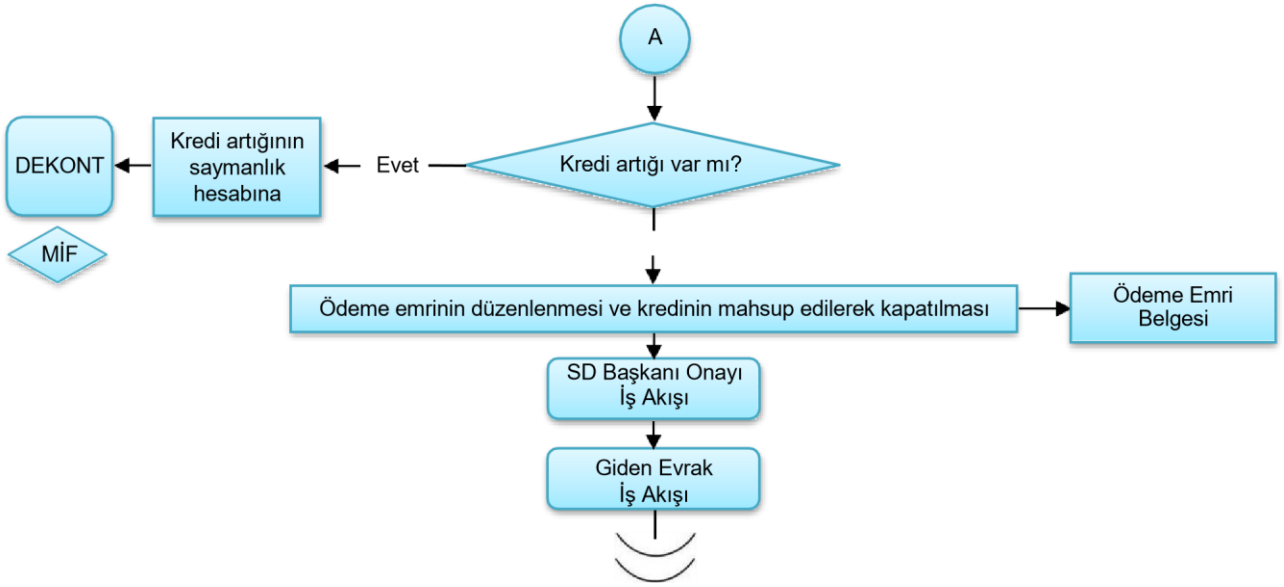 A
Kredi artığı var mı?
Evet
Kredi artığının
saymanlık
hesabına
DEKONT
MİF
Ödeme emrinin düzenlenmesi ve kredinin mahsup edilerek kapatılması
Ödeme Emri
Belgesi
SD Başkanı Onayı
İş Akışı
Giden Evrak
İş Akışı